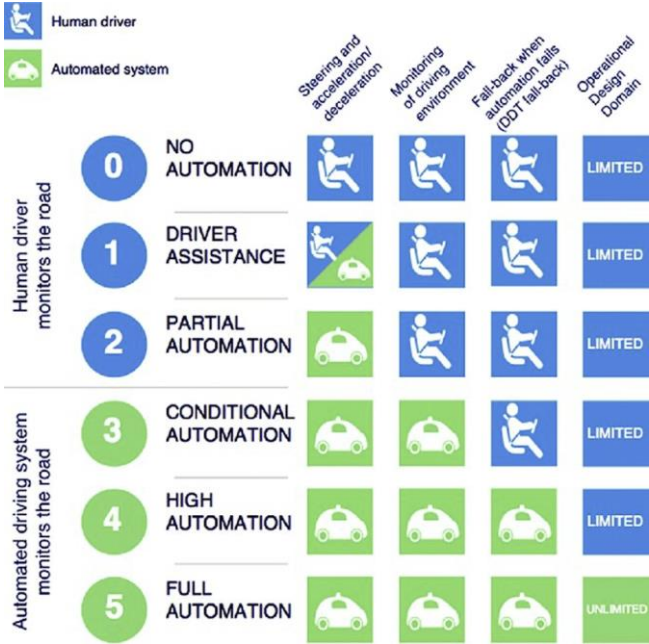 Human driver
Automated system
Steering and
acceleration/
deceleration
Monitoring
of driving
environment
Fall-back when
automation fails
(DDT fall-back)
Operational
Design
Domain
Human driver
monitors the road
0
NO
AUTOMATION
LIMITED
1
DRIVER
ASSISTANCE
LIMITED
2
PARTIAL
AUTOMATION
LIMITED
Automated driving system
monitors the road
3
CONDITIONAL
AUTOMATION
LIMITED
4
HIGH
AUTOMATION
LIMITED
5
FULL
AUTOMATION
UNLIMITED